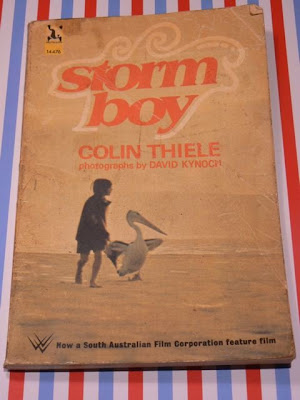 storm
boy
COLIN THIELE
photographs by DAVID KYNOCH
Now a South Australian Film Corporation feature film